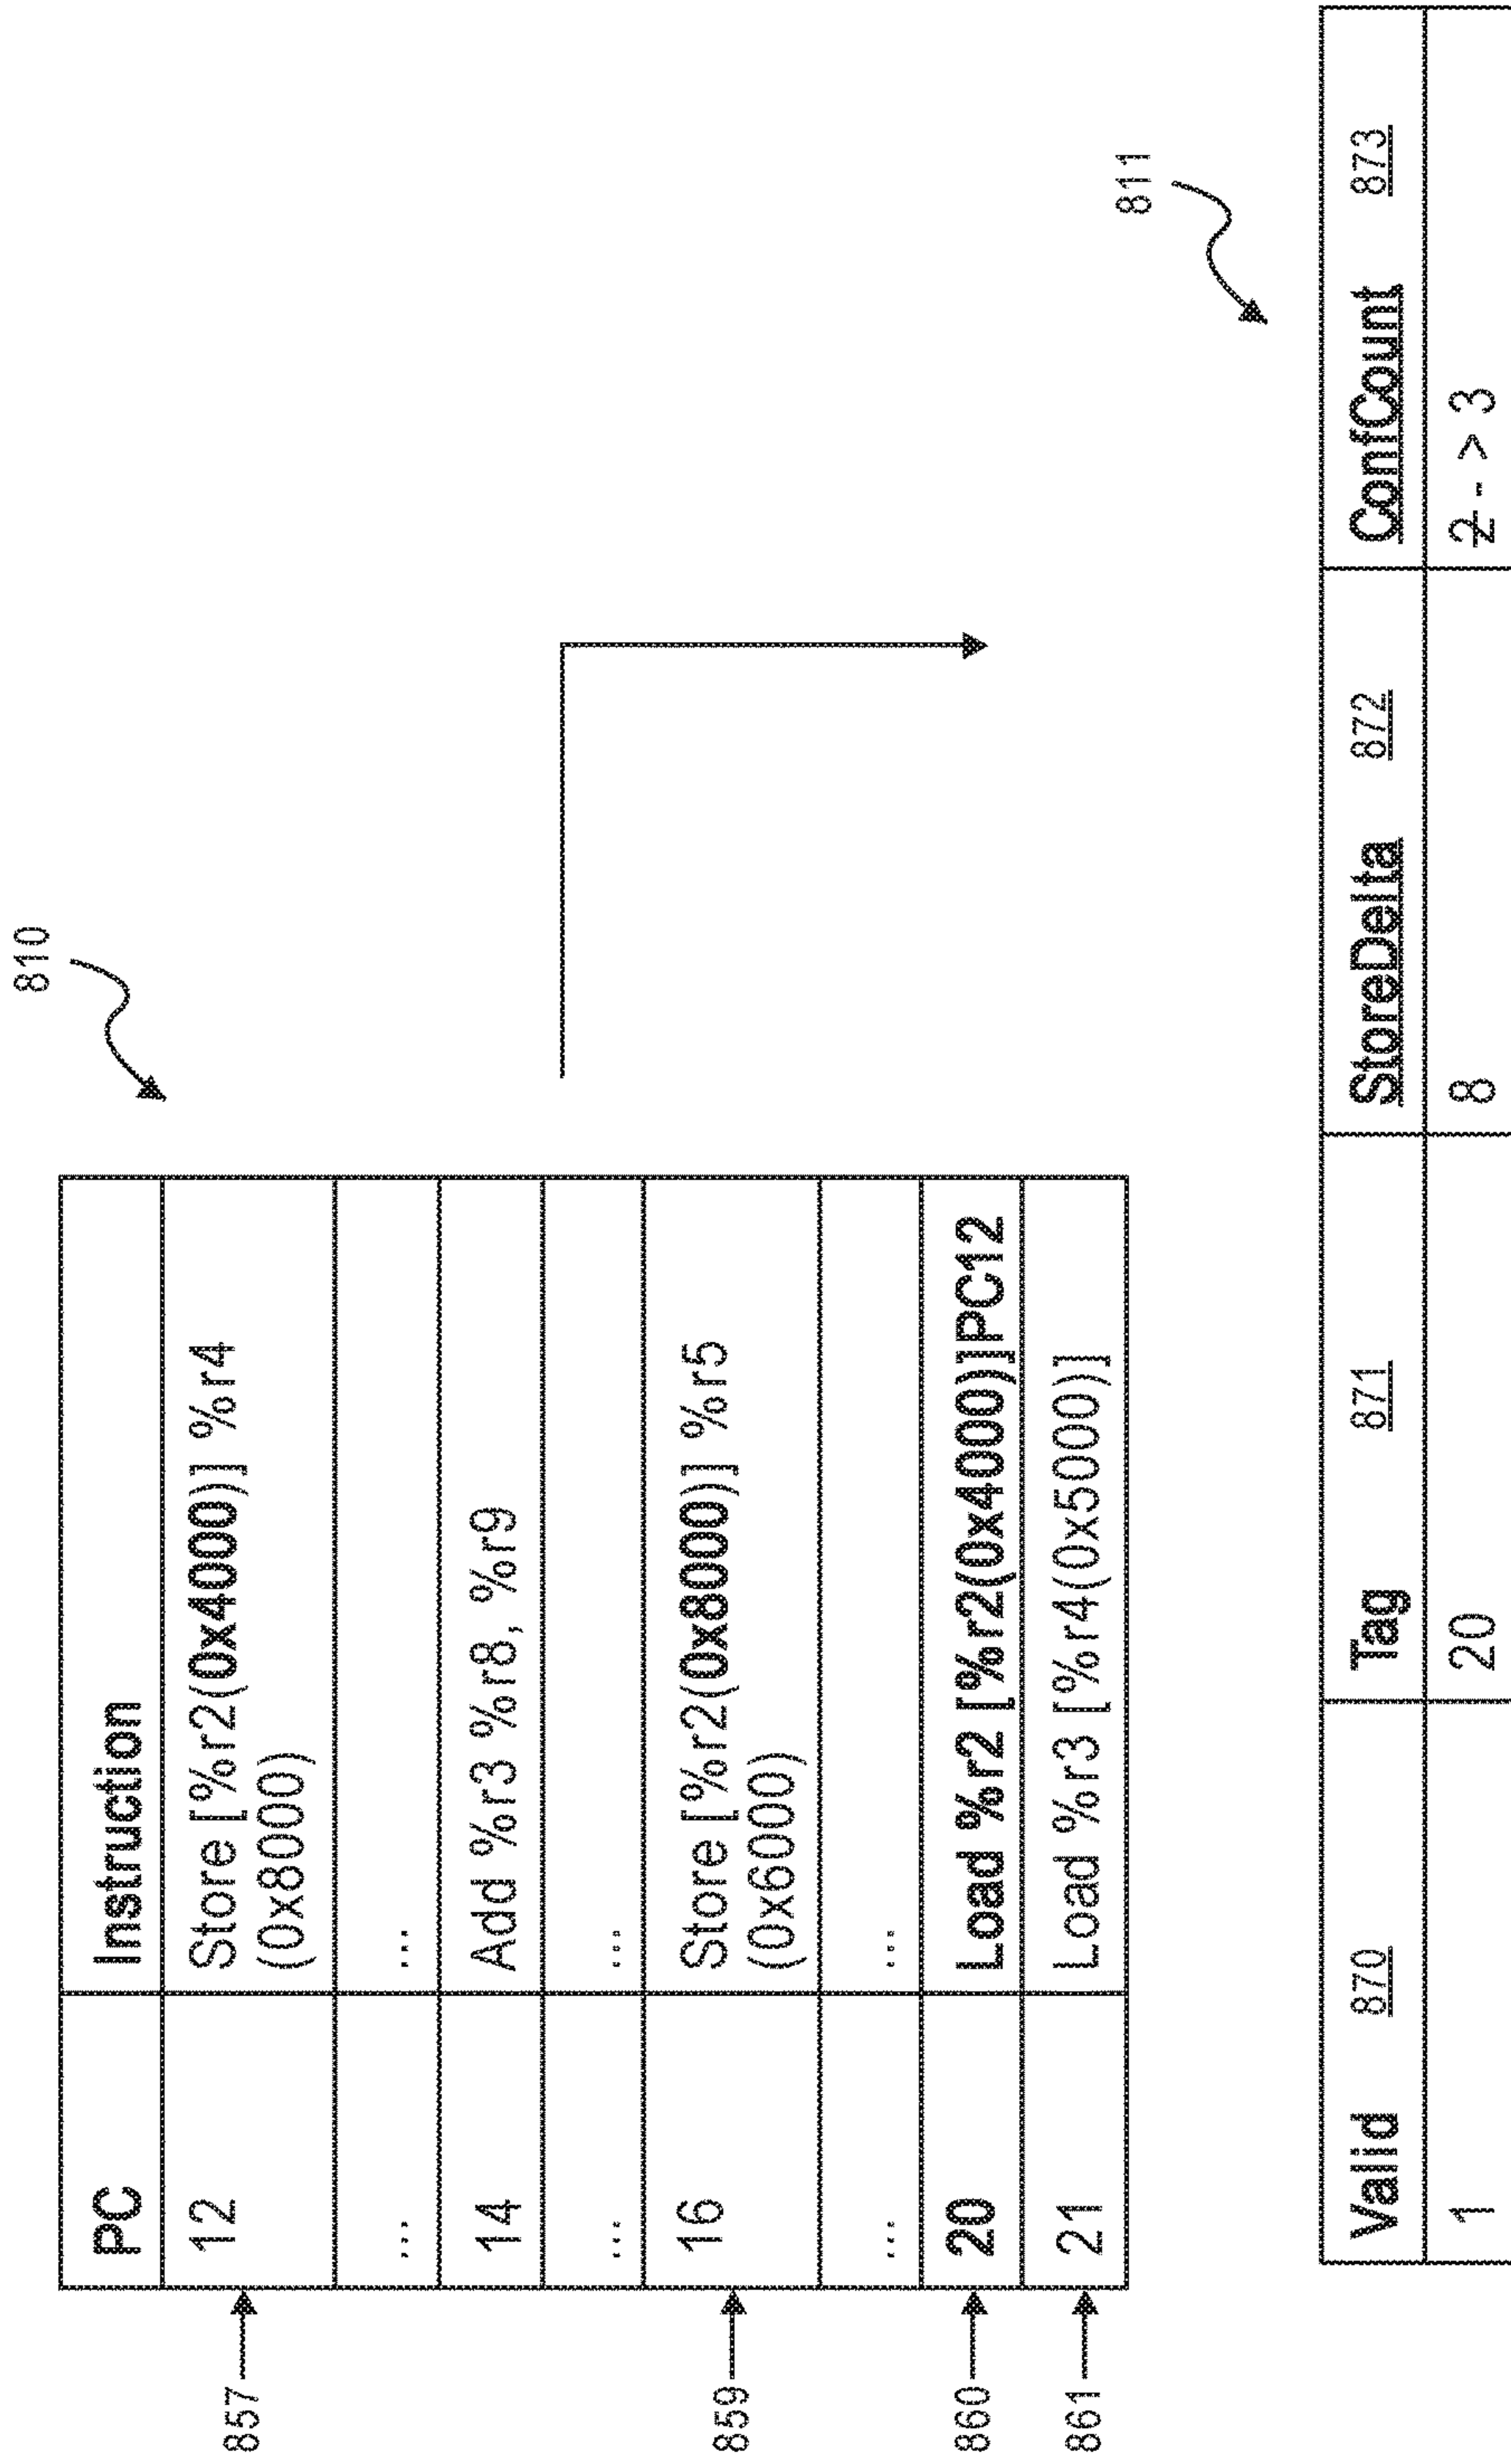 810
PC Instruction
857 12 Store [%r2(0x4000)] %r4
(0x8000)
... ...
14 Add %r3 %r8, %r9
... ...
859 16 Store [%r2(0x8000)] %r5
(0x6000)
... ...
860 20 Load %r2 [%r2(0x4000)]PC12
861 21 Load %r3 [%r4(0x5000)]
811
Valid 870 Tag 871 StoreDelta 872 ConfCount 873
1 20 8 2 - > 3